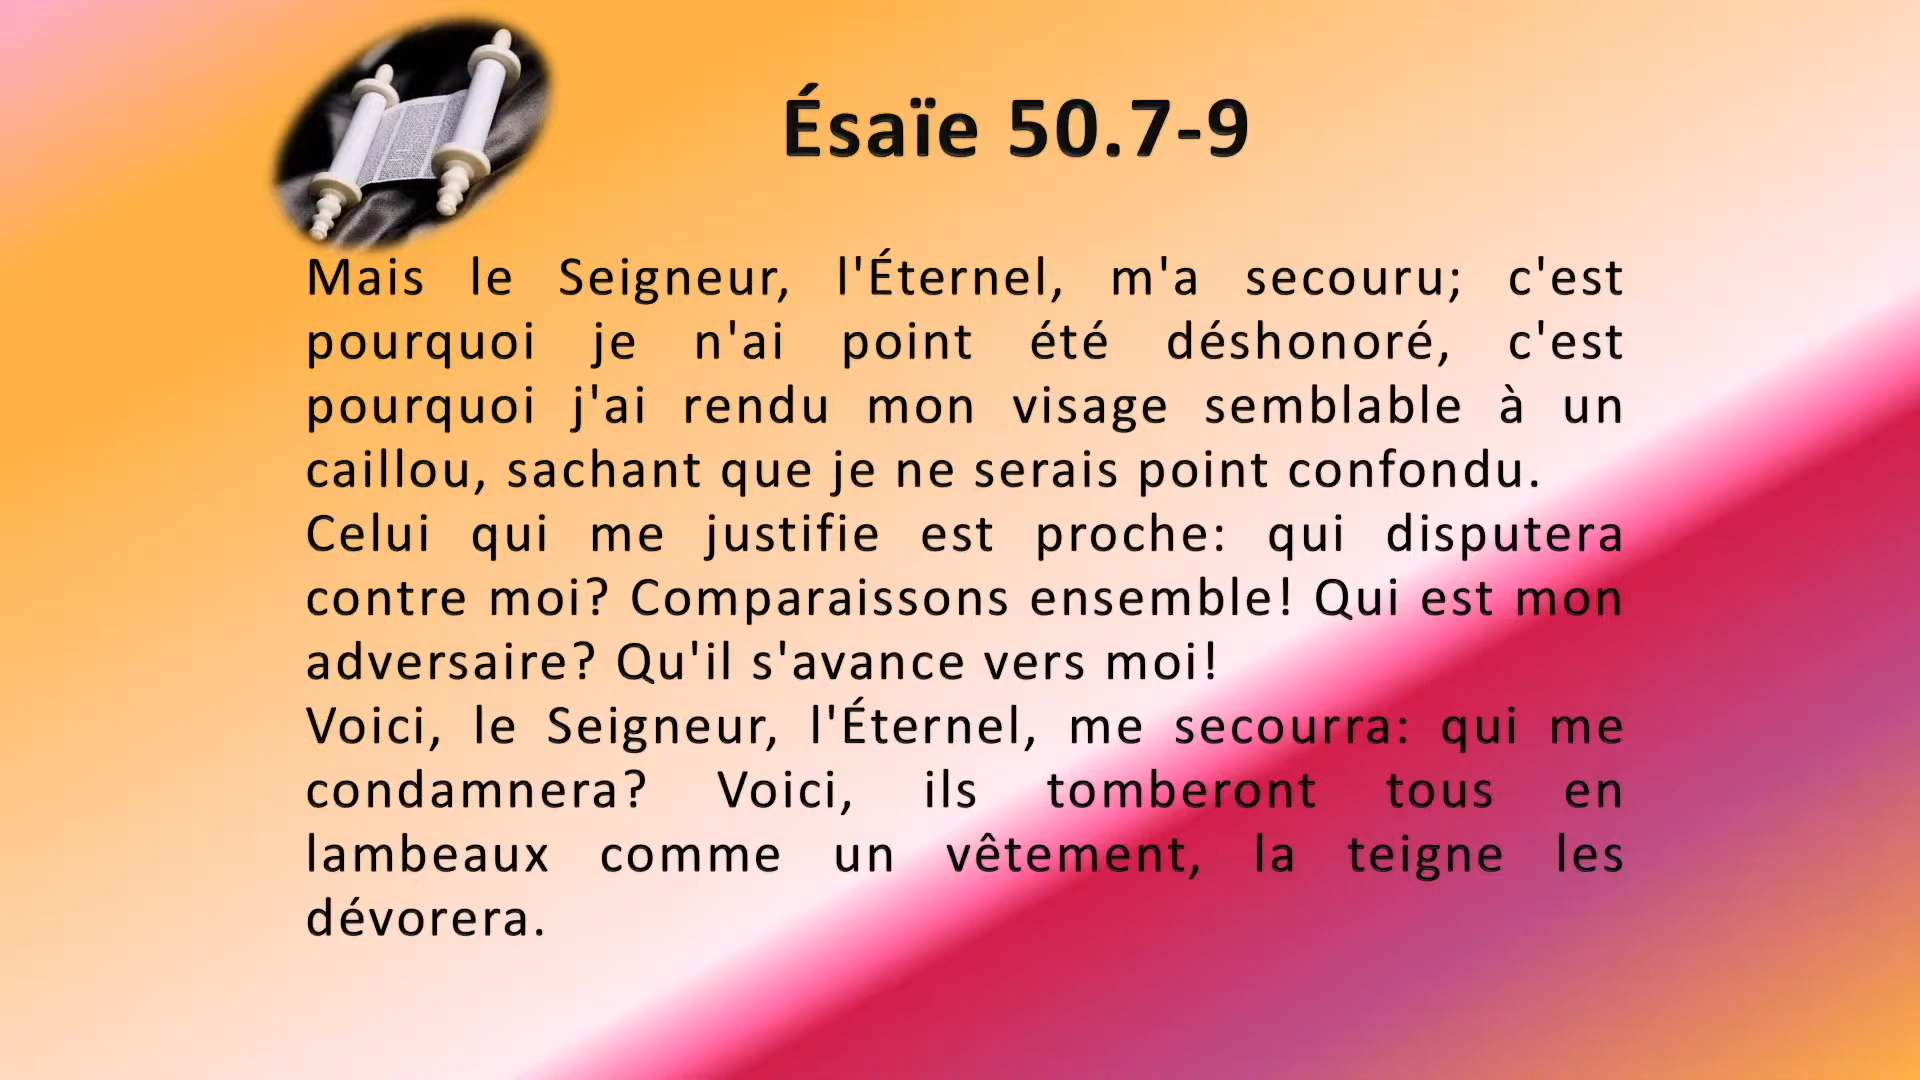 Ésaïe 50.7-9
Mais le Seigneur, l'Éternel, m'a secouru; c'est
pourquoi je n'ai point été déshonoré, c'est
pourquoi j'ai rendu mon visage semblable à un
caillou, sachant que je ne serais point confondu.
Celui qui me justifie est proche: qui disputera
contre moi? Comparaissons ensemble! Qui est mon
adversaire? Qu'il s'avance vers moi!
Voici, le Seigneur, l'Éternel, me secourra: qui me
condamnera? Voici, ils tomberont tous en
lambeaux comme un vêtement, la teigne les
dévorera.